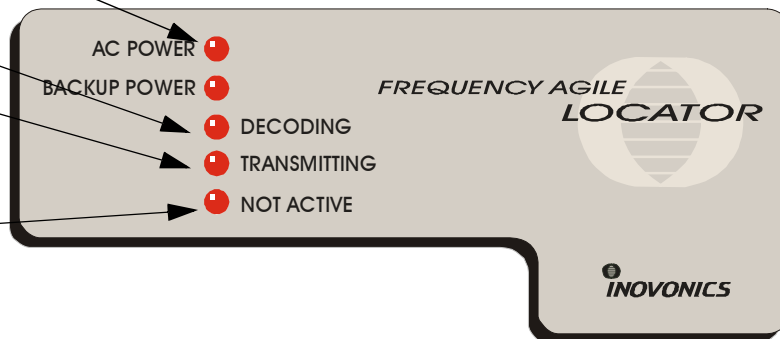 AC POWER
BACKUP POWER
FREQUENCY AGILE
LOCATOR
DECODING
TRANSMITTING
NOT ACTIVE
INOVONICS